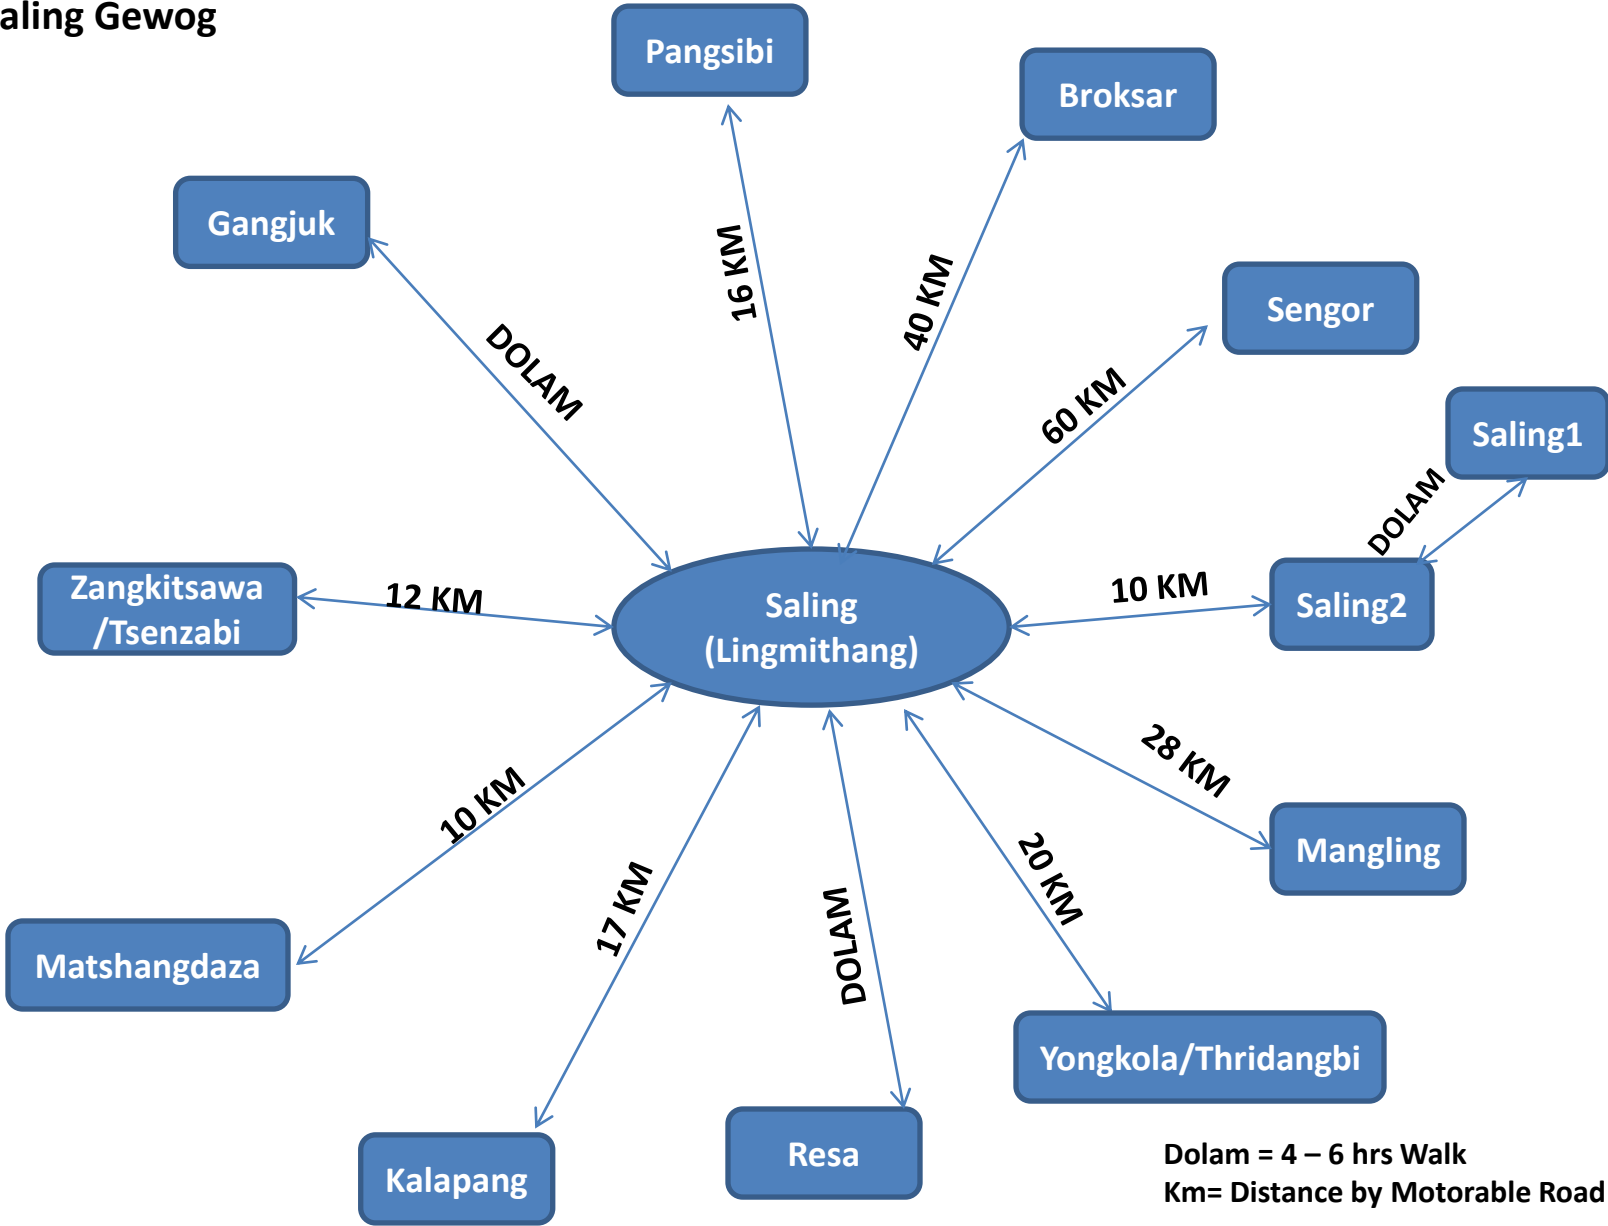 aling Gewog
Pangsibi
Broksar
Gangjuk
16 KM
40 KM
Sengor
DOLAM
60 KM
Saling1
DOLAM
Zangkitsawa
/Tsenzabi
12 KM
Saling
(Lingmithang)
10 KM
Saling2
10 KM
28 KM
Mangling
17 KM
DOLAM
20 KM
Matshangdaza
Yongkola/Thridangbi
Kalapang
Resa
Dolam = 4 – 6 hrs Walk
Km= Distance by Motorable Road